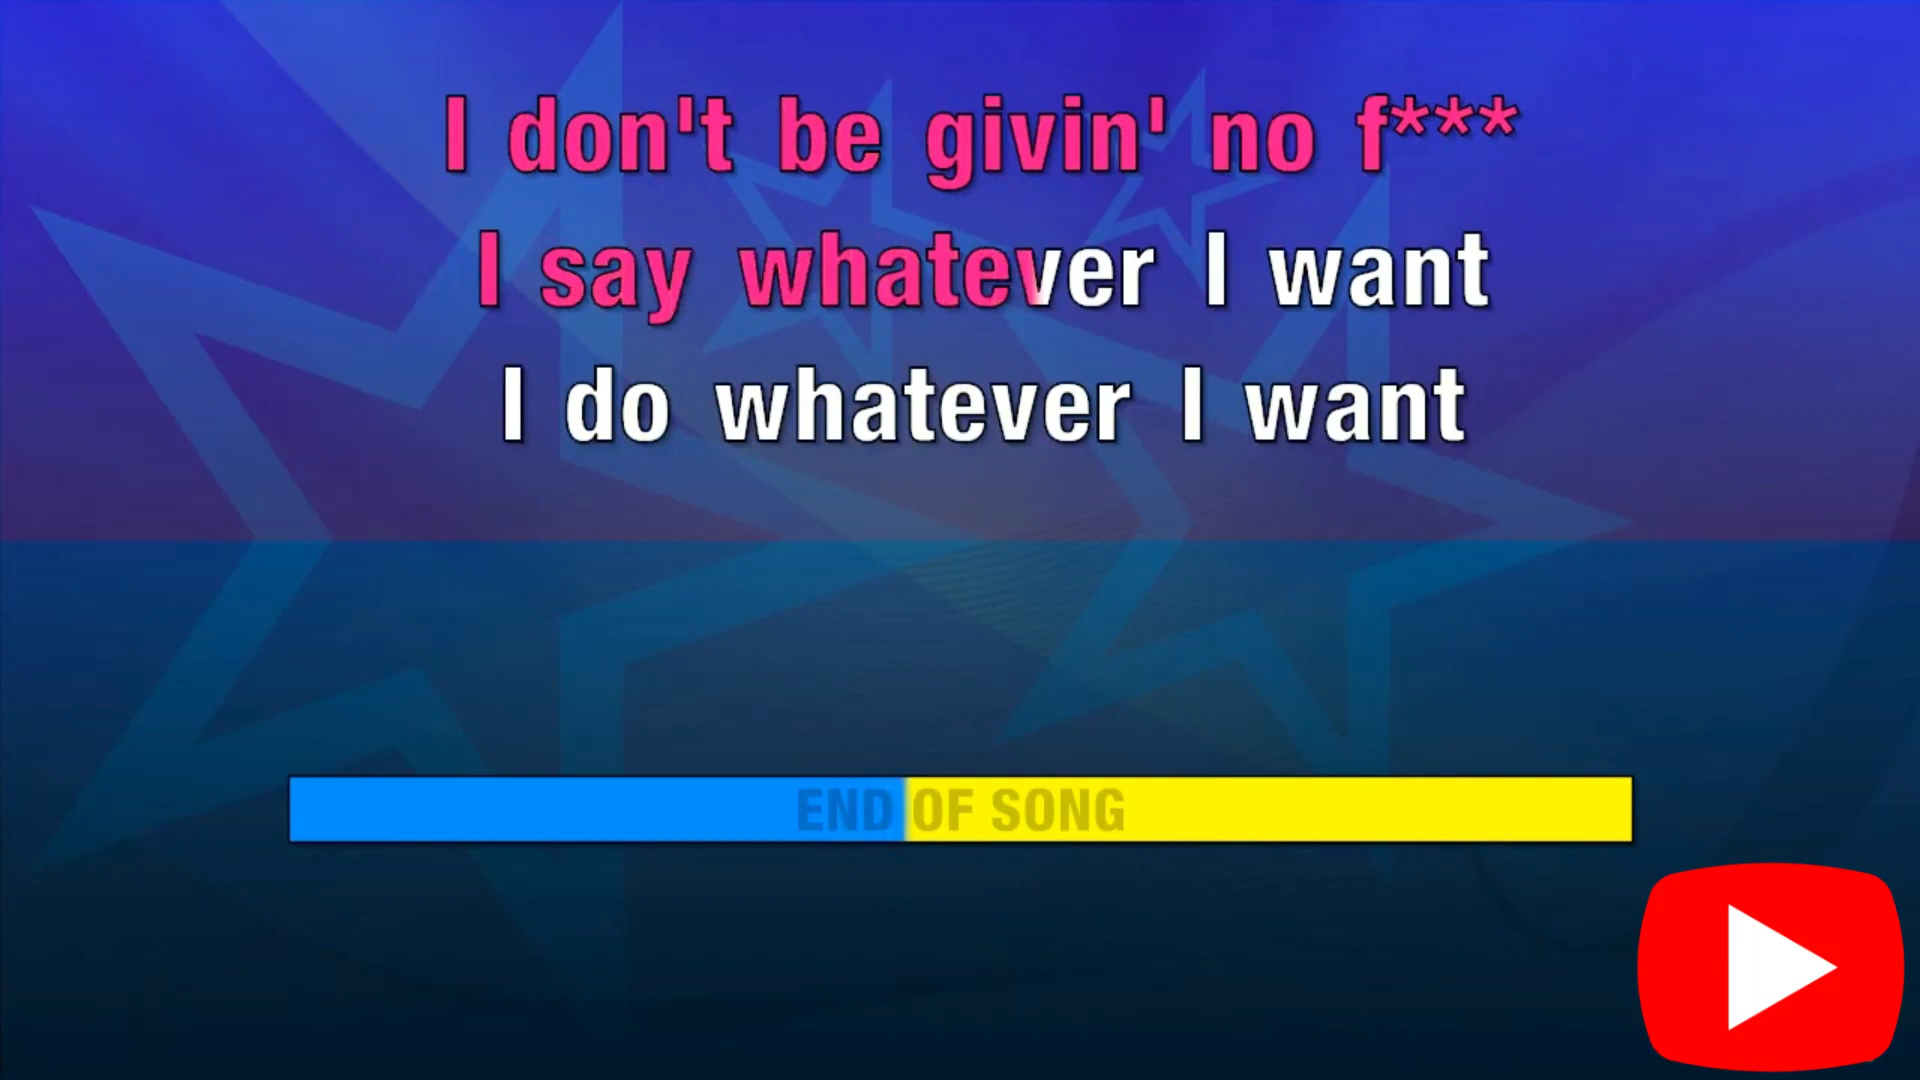 I don't be givin' no f***
I say whatever I want
I do whatever I want
END OF SONG